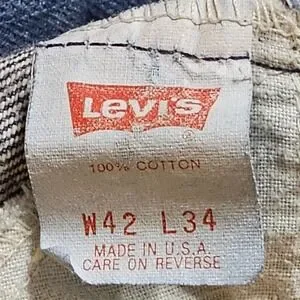 Levi's
100% COTTON
W42 L34
MADE IN U.S.A.
CARE ON REVERSE